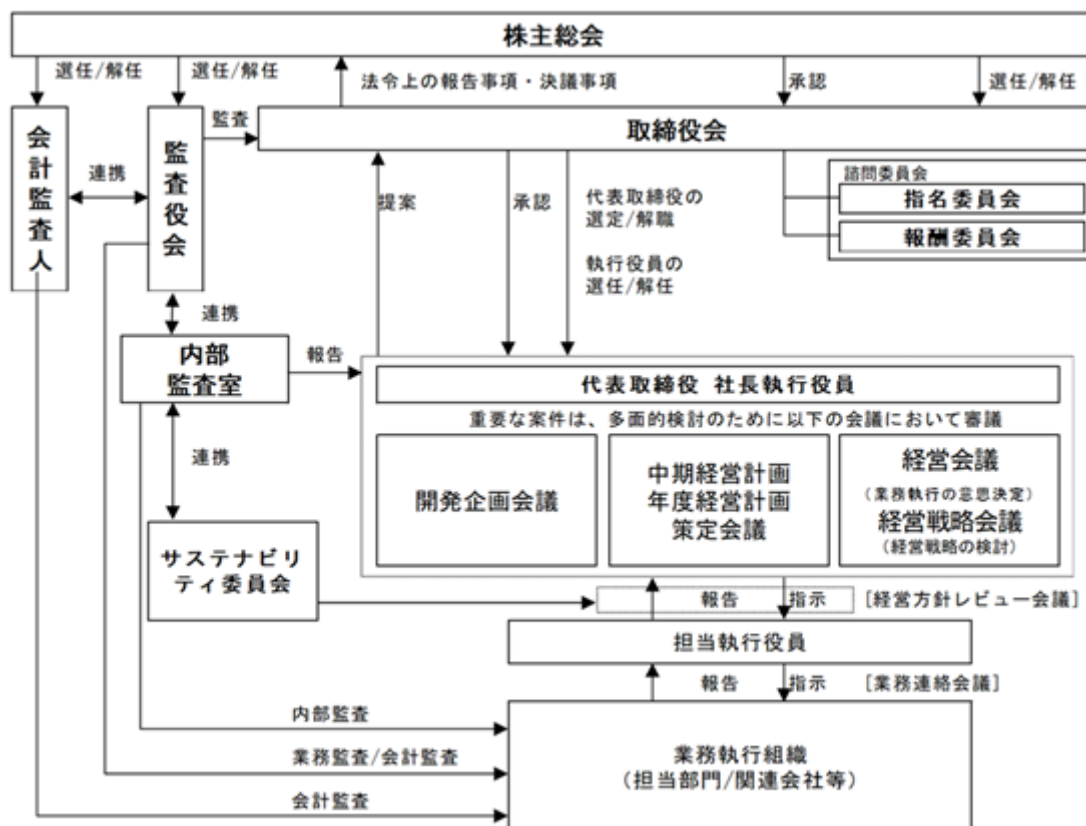 株主総会
選任/解任
選任/解任
法令上の報告事項・決議事項
承認
選任/解任
会計監査人
連携
監査役会
監査
取締役会
諮問委員会
指名委員会
報酬委員会
提案
承認
代表取締役の
選定/解職
執行役員の
選任/解任
連携
内部
監査室
報告
代表取締役 社長執行役員
重要な案件は、多面的検討のために以下の会議において審議
開発企画会議
中期経営計画
年度経営計画
策定会議
経営会議
(業務執行の意思決定)
経営戦略会議
(経営戦略の検討)
連携
サステナビリ
ティ委員会
報告 指示 [経営方針レビュー会議]
担当執行役員
報告 指示 [業務連絡会議]
内部監査
業務監査/会計監査
会計監査
業務執行組織
(担当部門/関連会社等)